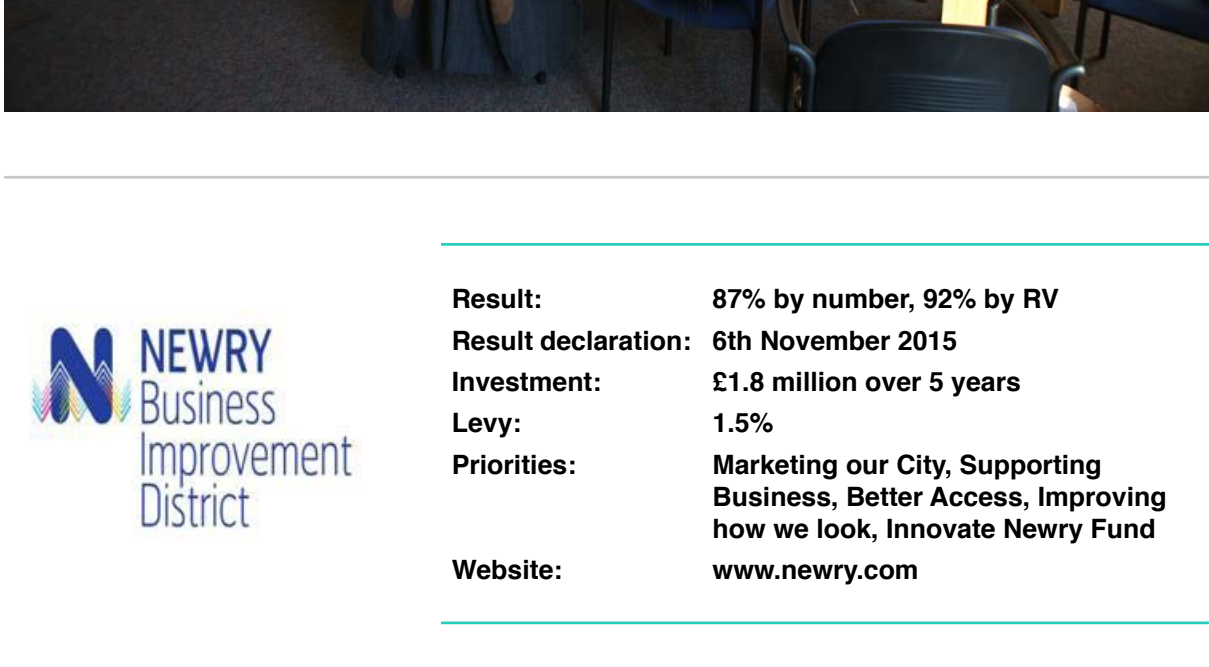 NEWRY
Business
Improvement
District
Result: 87% by number, 92% by RV
Result declaration: 6th November 2015
Investment: £1.8 million over 5 years
Levy: 1.5%
Priorities: Marketing our City, Supporting
Business, Better Access, Improving
how we look, Innovate Newry Fund
Website: www.newry.com